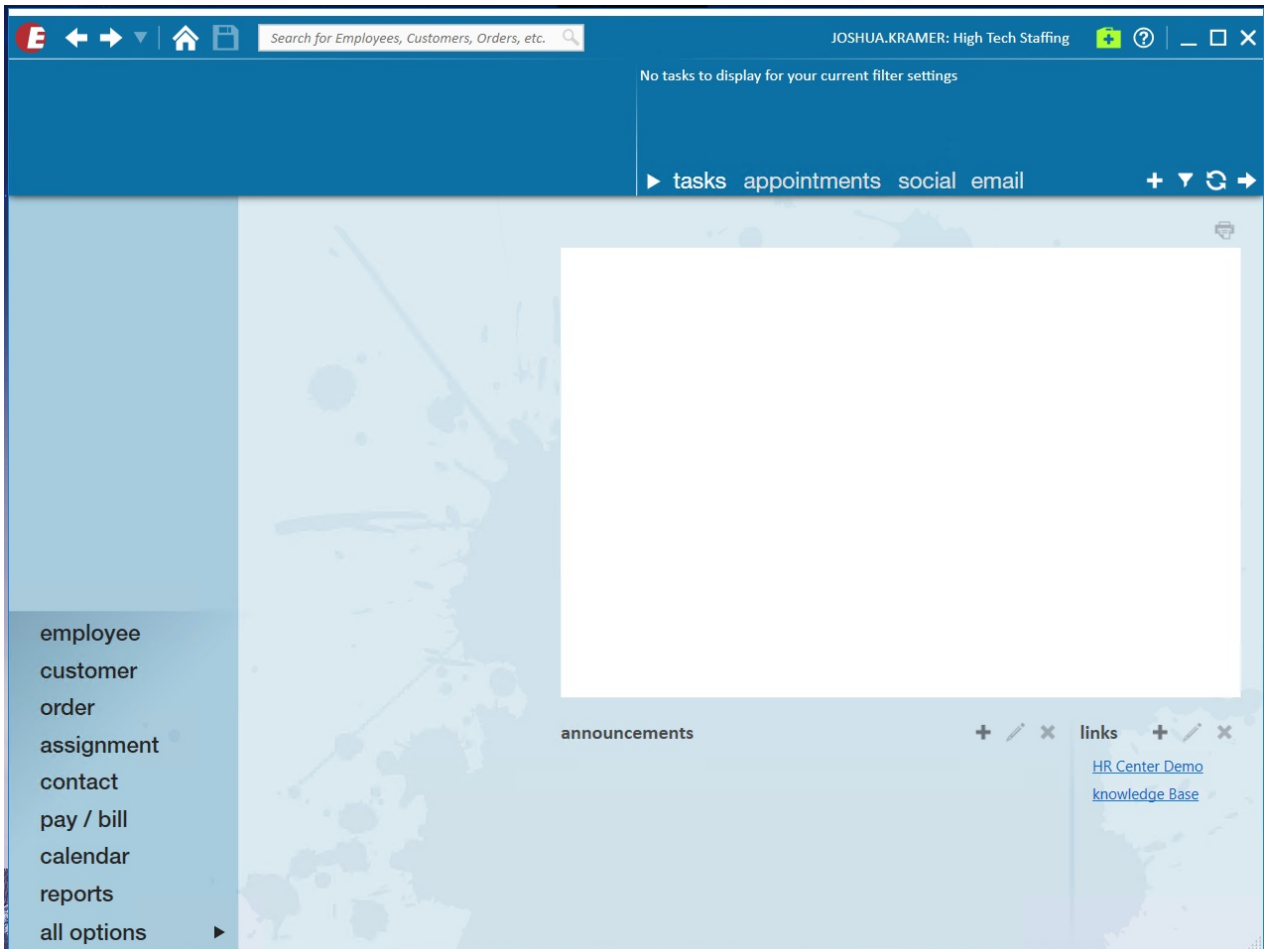 E
Search for Employees, Customers, Orders, etc.
JOSHUA.KRAMER: High Tech Staffing
No tasks to display for your current filter settings
tasks appointments social email
employee
customer
order
assignment
contact
pay / bill
calendar
reports
all options
announcements
links
HR Center Demo
knowledge Base